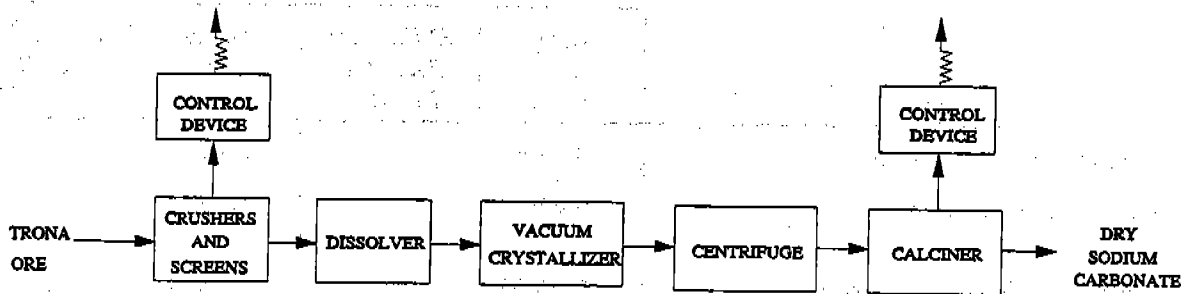 CONTROL
DEVICE
CONTROL
DEVICE
TRONA
ORE
CRUSHERS
AND
SCREENS
DISSOLVER
VACUUM
CRYSTALLIZER
CENTRIFUGE
CALCINER
DRY
SODIUM
CARBONATE